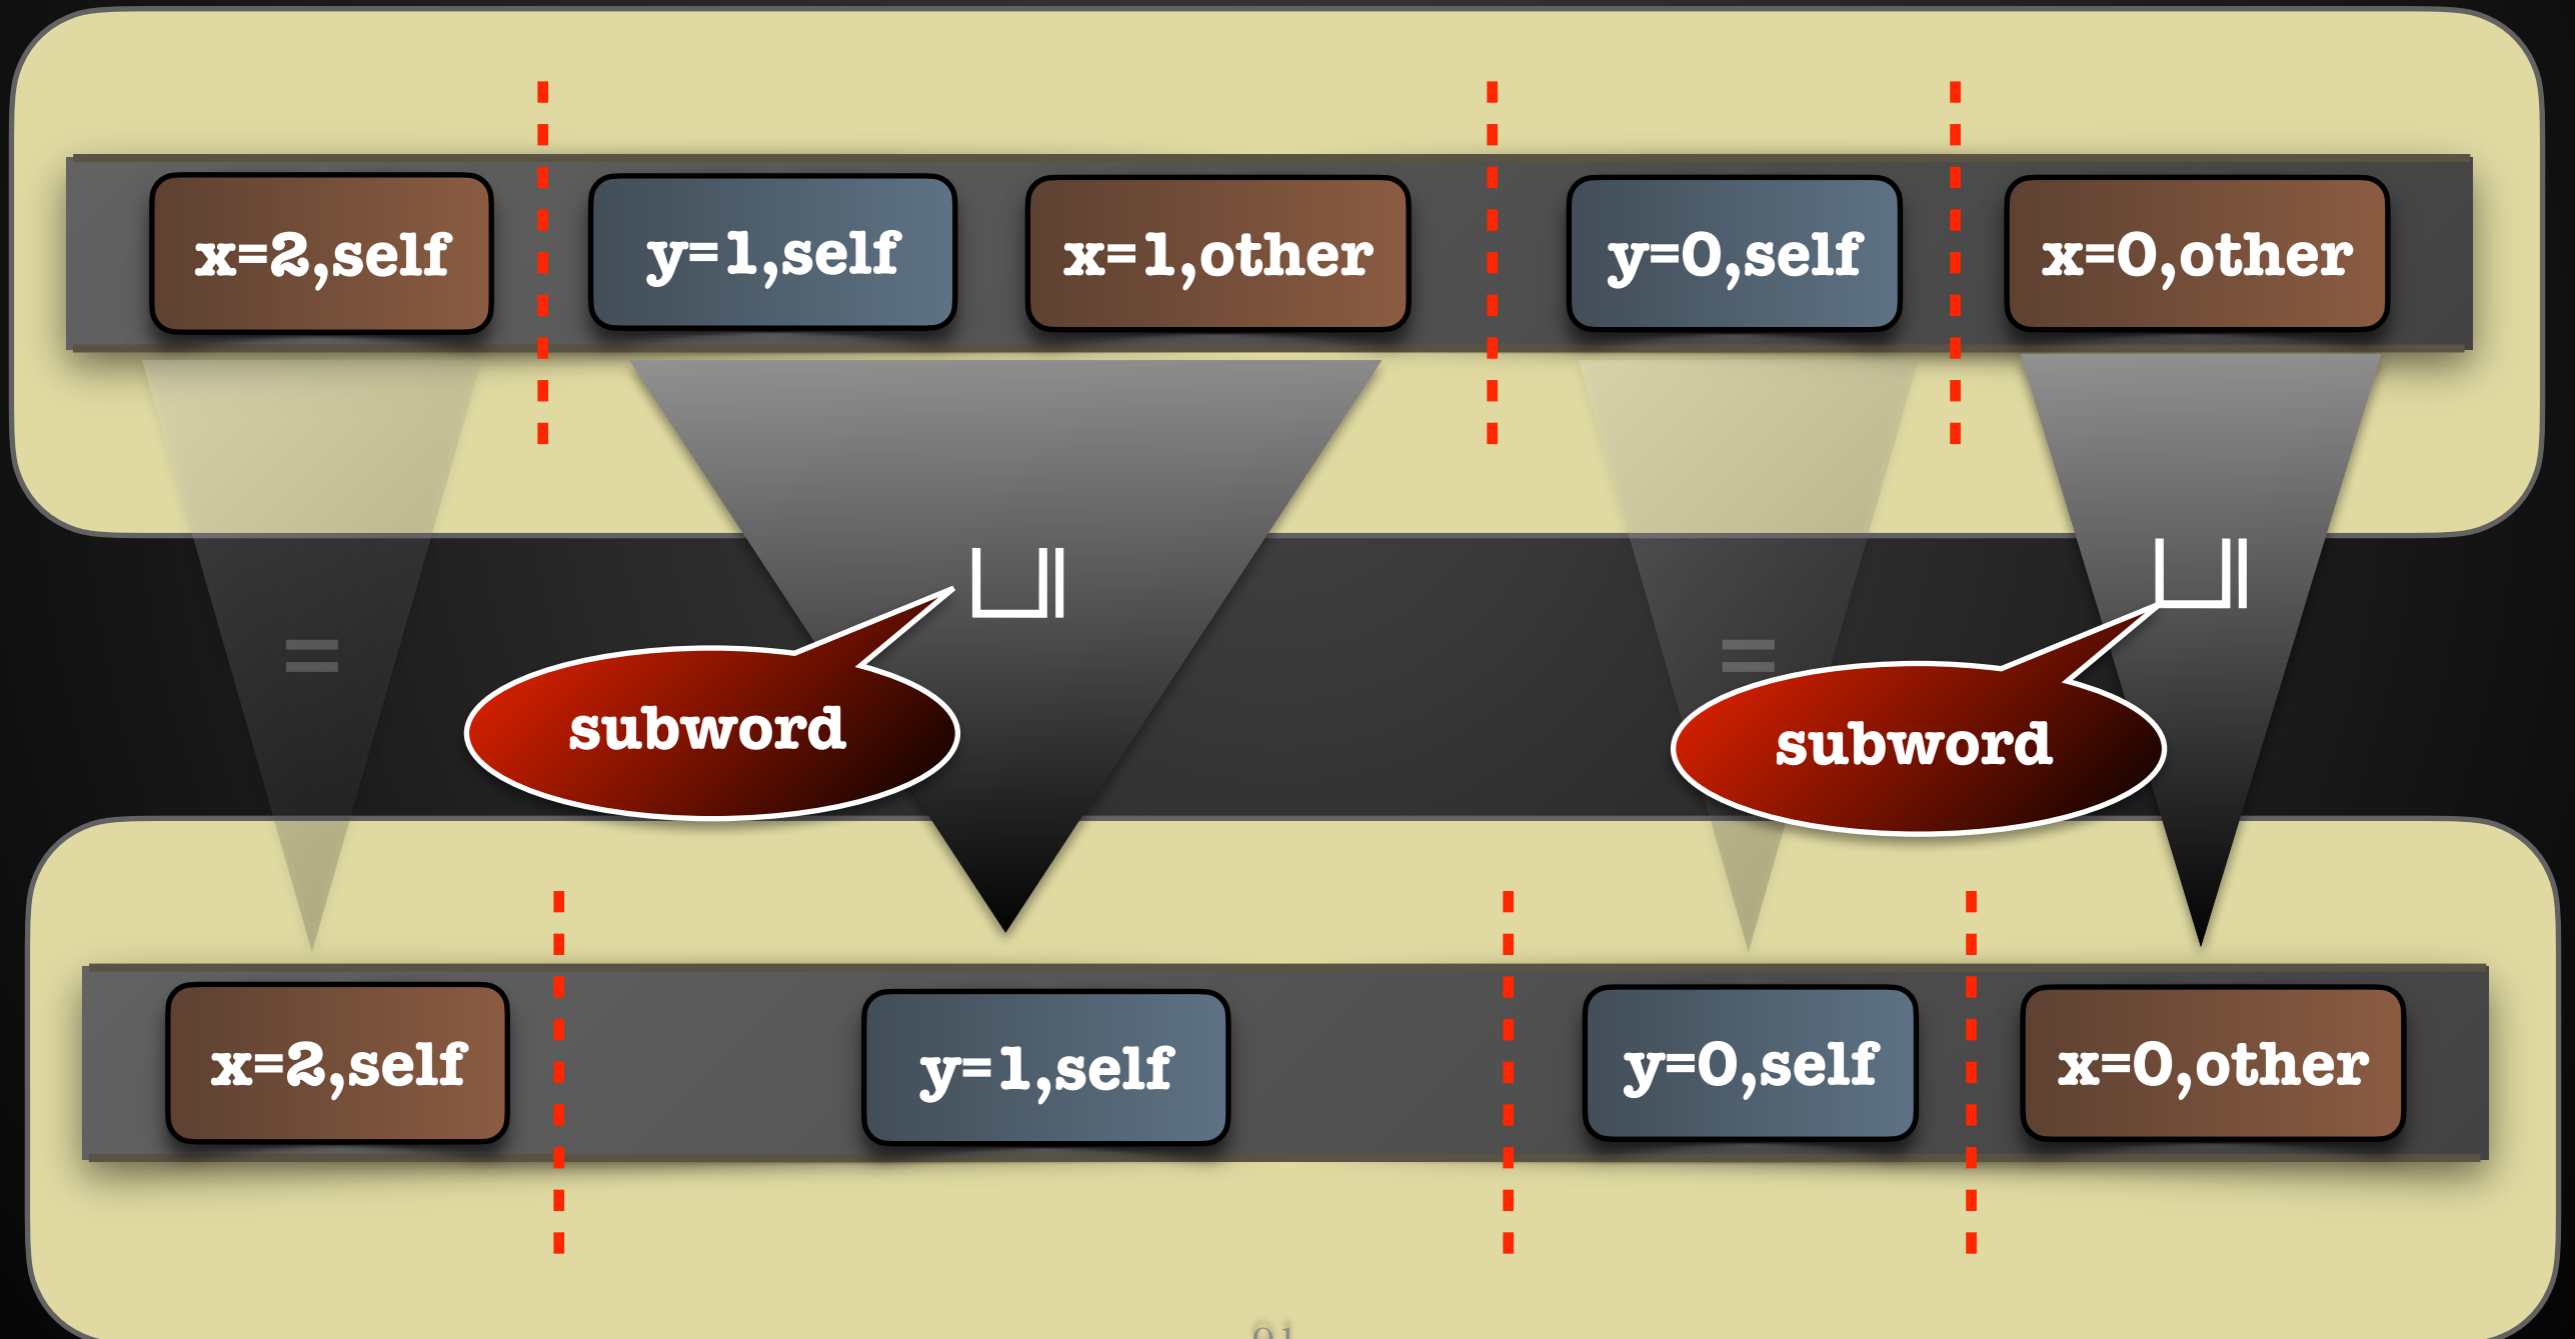 x=2,self
y=1,self
x=1,other
y=0,self
x=0,other
=
subword
=
subword
x=2,self
y=1,self
y=0,self
x=0,other